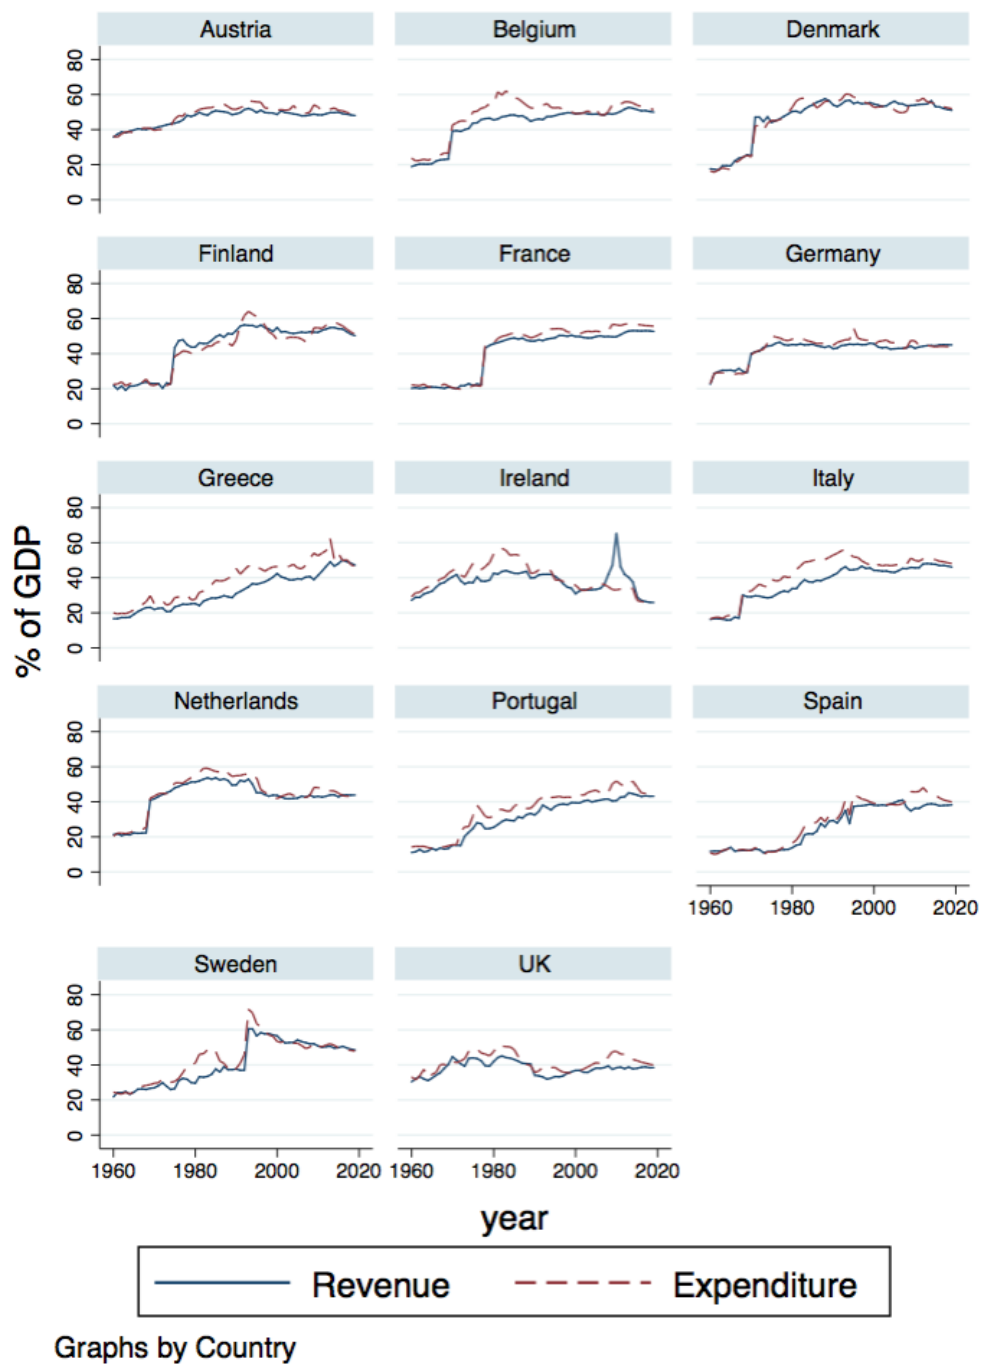 Austria Belgium Denmark
80
60
40
20
0
Finland France Germany
80
60
40
20
0
Greece Ireland Italy
80
60
40
20
0
% of GDP
Netherlands Portugal Spain
80
60
40
20
0
1960 1980 2000 2020
Sweden UK
80
60
40
20
0
1960 1980 2000 2020 1960 1980 2000 2020
year
Revenue Expenditure
Graphs by Country